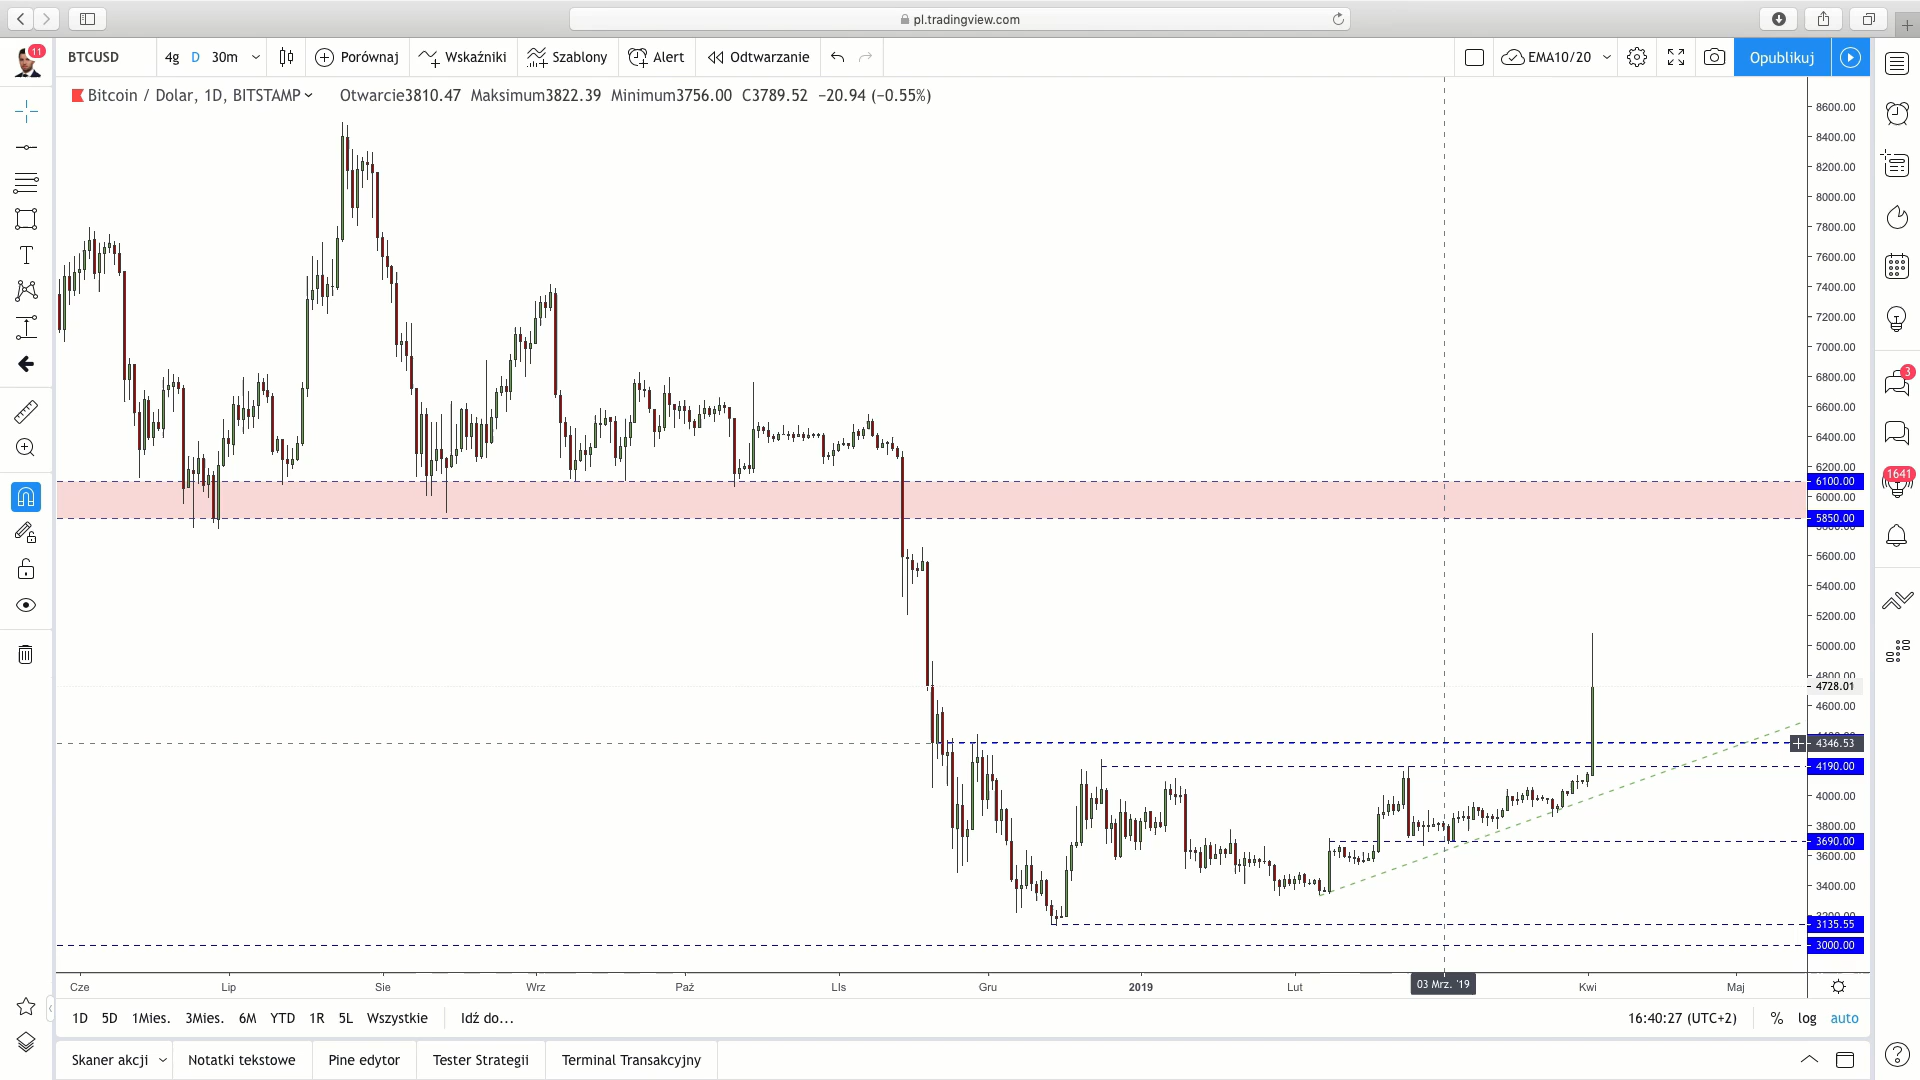 pl.tradingview.com
11
BTCUSD
4g D 30m
Porównaj
Wskaźniki
Szablony
Alert
Odtwarzanie
EMA10/20
Opublikuj
Bitcoin / Dolar, 1D, BITSTAMP
Otwarcie3810.47 Maksimum3822.39 Minimum3756.00 C3789.52 −20.94 (−0.55%)
8600.00
8400.00
8200.00
8000.00
7800.00
7600.00
7400.00
7200.00
7000.00
6800.00
6600.00
6400.00
6200.00
6100.00
6000.00
5850.00
5600.00
5400.00
5200.00
5000.00
4800.00
4728.01
4600.00
4346.53
4190.00
4000.00
3800.00
3690.00
3600.00
3400.00
3200.00
3135.55
3000.00
3
1641
Cze Lip Sie Wrz Paź LIs Gru 2019 Lut 03 Mrz. '19 Kwi Maj
1D 5D 1Mies. 3Mies. 6M YTD 1R 5L Wszystkie Idź do...
16:40:27 (UTC+2) % log auto
Skaner akcji Notatki tekstowe Pine edytor Tester Strategii Terminal Transakcyjny